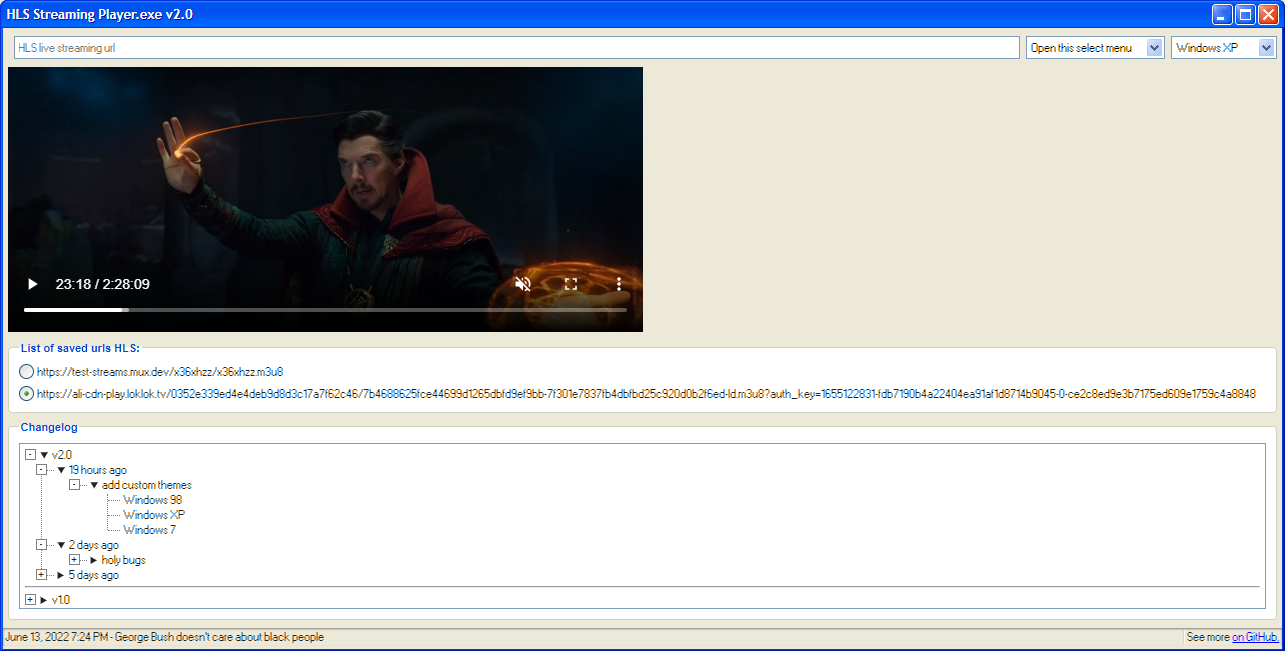 HLS Streaming Player.exe v2.0
HLS live streaming url
Open this select menu
Windows XP
23:18 / 2:28:09
List of saved urls HLS:
https://test-streams.mux.dev/x36xhzz/x36xhzz.m3u8
https://ali-cdn-play.loklok.tv/0352e339ed4e4deb9d8d3c17a7f62c46/7b4688625fce44699d1265dbfd9ef9bb-7f301e7837fb4dbfbd25c920d0b2f6ed-ld.m3u8?auth_key=1655122831-fdb7190b4a22404ea91af1d8714b9045-0-ce2c8ed9e3b7175ed609e1759c4a8848
Changelog
v2.0
19 hours ago
add custom themes
Windows 98
Windows XP
Windows 7
2 days ago
holy bugs
5 days ago
v1.0
June 13, 2022 7:24 PM - George Bush doesn't care about black people
See more on GitHub.